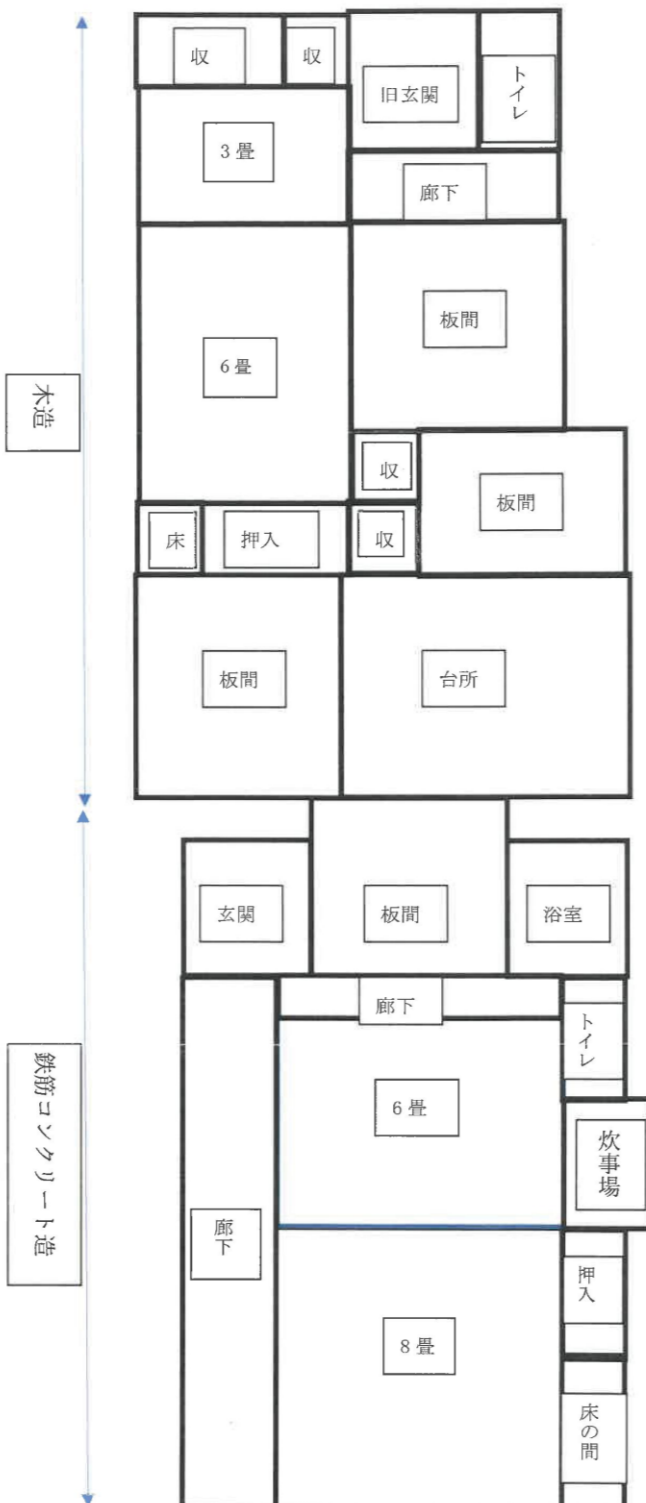 収
収
旧玄関
トイレ
3畳
廊下
6畳
板間
木造
収
板間
床
押入
収
板間
台所
玄関
板間
浴室
廊下
トイレ
6畳
炊事場
鉄筋コンクリート造
廊下
押入
8畳
床の間